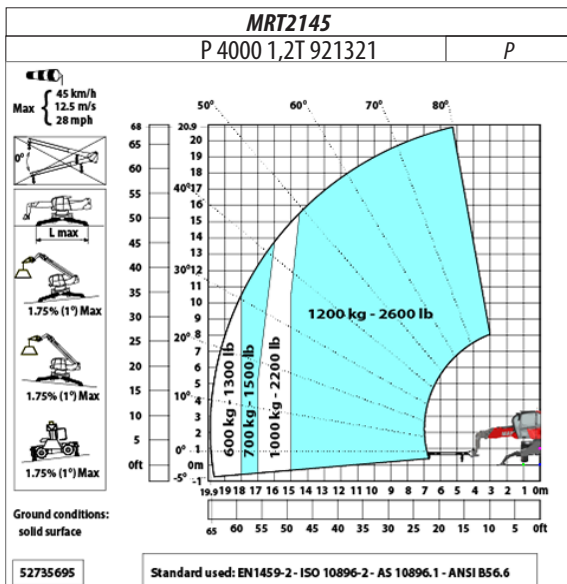 MRT2145
P 4000 1,2T 921321 P
45 km/h
Max { 12.5 m/s
28 mph
0°
L max
1.75% (1°) Max
1.75% (1°) Max
1.75% (1°) Max
Ground conditions:
solid surface
52735695
50° 60° 70° 80°
40°
30°
20°
10°
0°
-5°
68
65
60
55
50
45
40
35
30
25
20
15
10
5
0ft
20.9
20
19
18
17
16
15
14
13
12
11
10
9
8
7
6
5
4
3
2
1
0m
-1
600 kg - 1300 lb
700 kg - 1500 lb
1000 kg - 2200 lb
1200 kg - 2600 lb
19.9 19 18 17 16 15 14 13 12 11 10 9 8 7 6 5 4 3 2 1 0m
65 60 55 50 45 40 35 30 25 20 15 10 5 0ft
Standard used: EN1459-2 - ISO 10896-2 - AS 10896.1 - ANSI B56.6